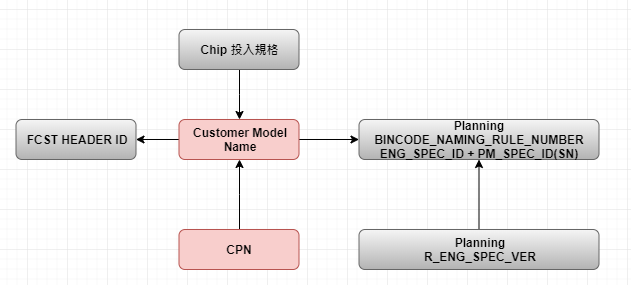 Chip 投入規格
FCST HEADER ID
Customer Model
Name
Planning
BINCODE_NAMING_RULE_NUMBER
ENG_SPEC_ID + PM_SPEC_ID(SN)
CPN
Planning
R_ENG_SPEC_VER